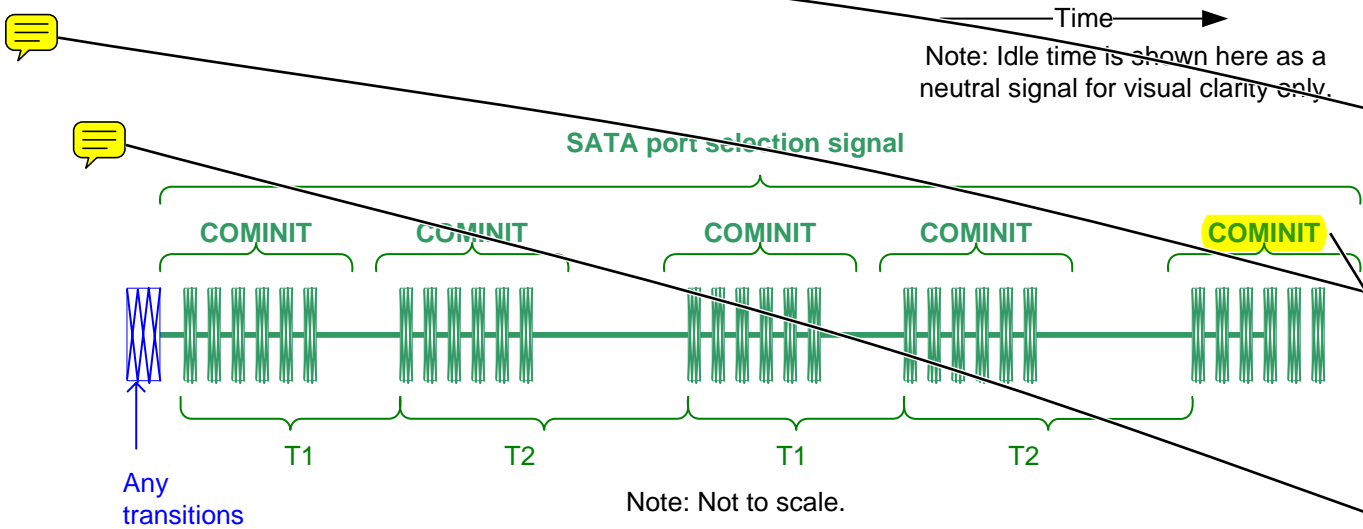 Time
Note: Idle time is shown here as a
neutral signal for visual clarity only.
SATA port selection signal
COMINIT COMINIT COMINIT COMINIT COMINIT
T1 T2 T1 T2
Any
transitions
Note: Not to scale.